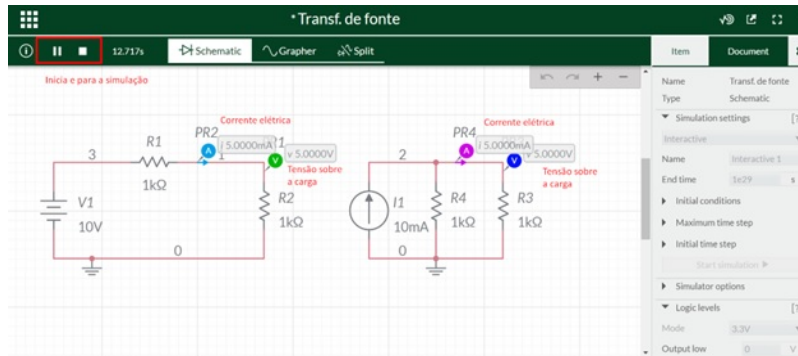 *Transf. de fonte
12.717s
Schematic
Grapher
Split
Item
Document
Inicia e para a simulação
Name
Transf. de fonte
Type
Schematic
Simulation settings
Interactive
Name
Interactive 1
End time
1e29
s
Initial conditions
Maximum time step
Initial time step
Start simulation
Simulator options
Logic levels
Mode
3.3V
Output low
0
V
Corrente elétrica
PR2
A
i 5.0000mA
1
v 5.0000V
V
Tensão sobre
a carga
3
R1
1kΩ
1
V1
10V
R2
1kΩ
0
Corrente elétrica
PR4
A
i 5.0000mA
v 5.0000V
V
Tensão sobre
a carga
2
I1
10mA
R4
1kΩ
R3
1kΩ
0